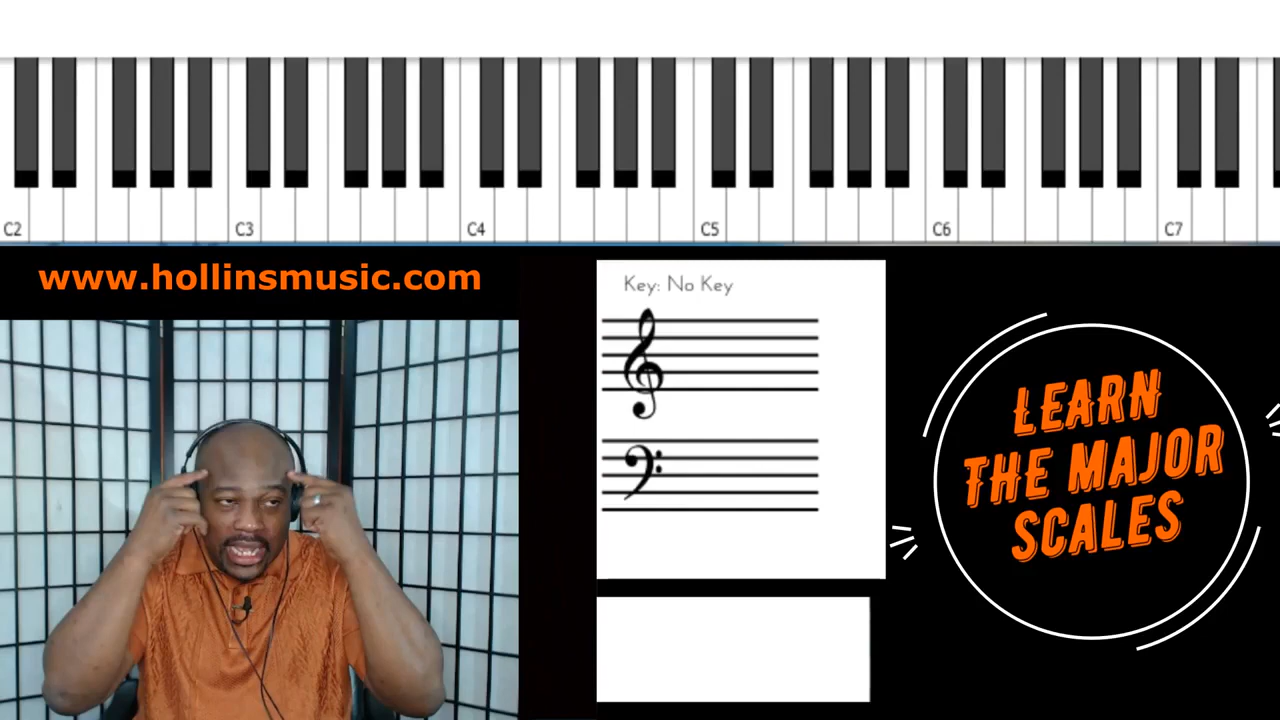 C2 C3 C4 C5 C6 C7
www.hollinsmusic.com
Key: No Key
LEARN
THE MAJOR
SCALES